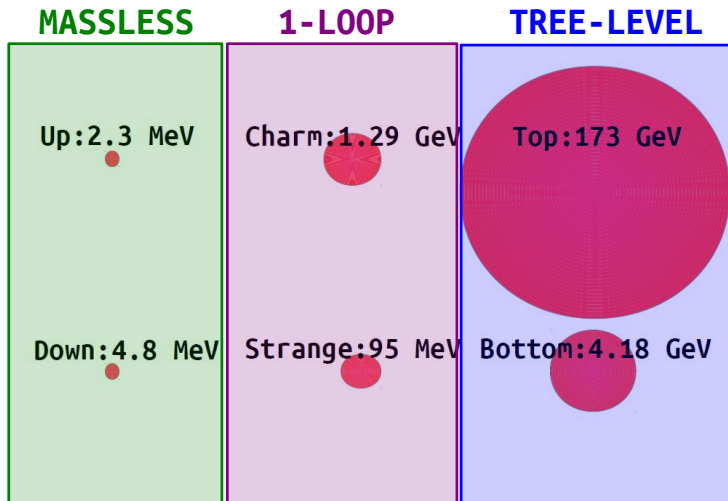 MASSLESS 1-LOOP TREE-LEVEL
Up:2.3 MeV Charm:1.29 GeV Top:173 GeV
Down:4.8 MeV Strange:95 MeV Bottom:4.18 GeV